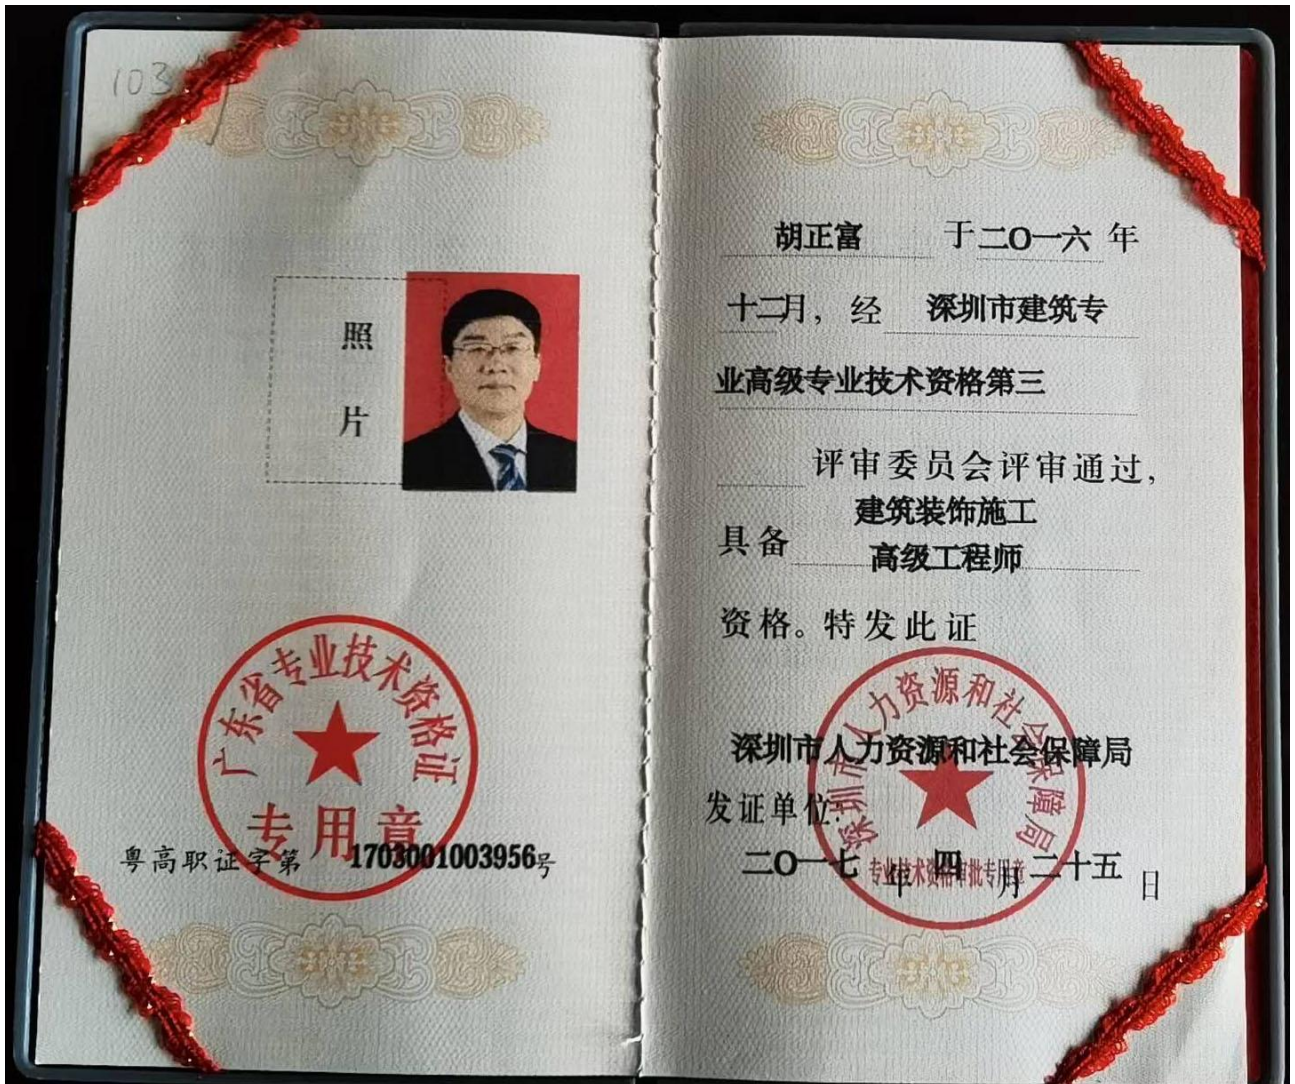 照
片
广东省专业技术资格证
专用章
粤高职证字第 1703001003956号
胡正富 于二〇一六 年
十二月，经 深圳市建筑专
业高级专业技术资格第三
评审委员会评审通过，
建筑装饰施工
具备 高级工程师
资格。特发此证
深圳市人力资源和社会保障局
深圳市人力资源和社会保障局
发证单位：
二〇一七 年 四 月 二十五 日
专业技术资格审批专用章